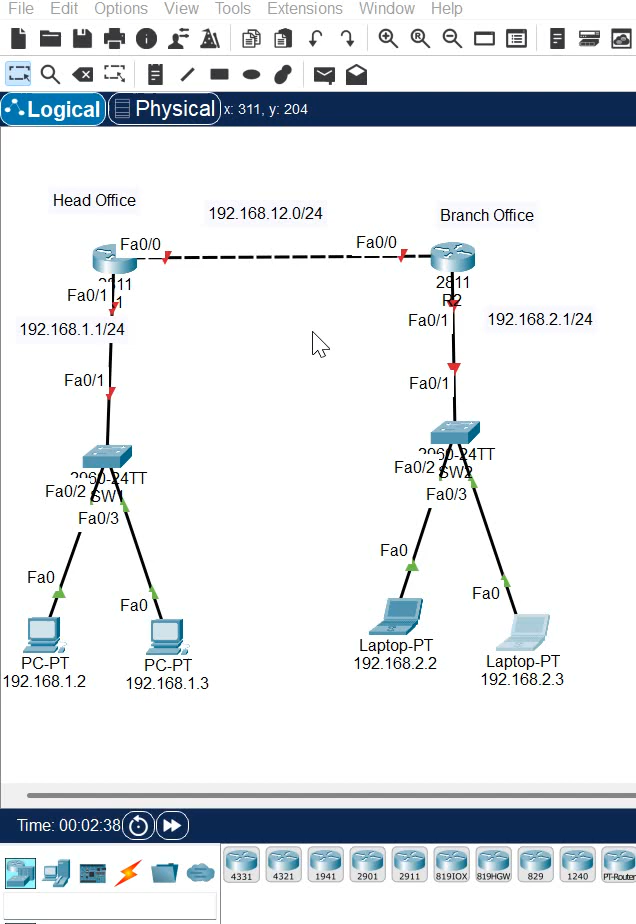 File Edit Options View Tools Extensions Window Help
Logical Physical x: 311, y: 204
Head Office
192.168.12.0/24
Branch Office
Fa0/0
Fa0/0
2811
2811
R2
Fa0/1
Fa0/1
192.168.1.1/24
192.168.2.1/24
Fa0/1
Fa0/1
2960-24TT
SW1
2960-24TT
SW2
Fa0/2
Fa0/3
Fa0/2
Fa0/3
Fa0
Fa0
Fa0
Fa0
PC-PT
192.168.1.2
PC-PT
192.168.1.3
Laptop-PT
192.168.2.2
Laptop-PT
192.168.2.3
Time: 00:02:38
4331 4321 1941 2901 2911 819IOX 819HGW 829 1240 PT-Router